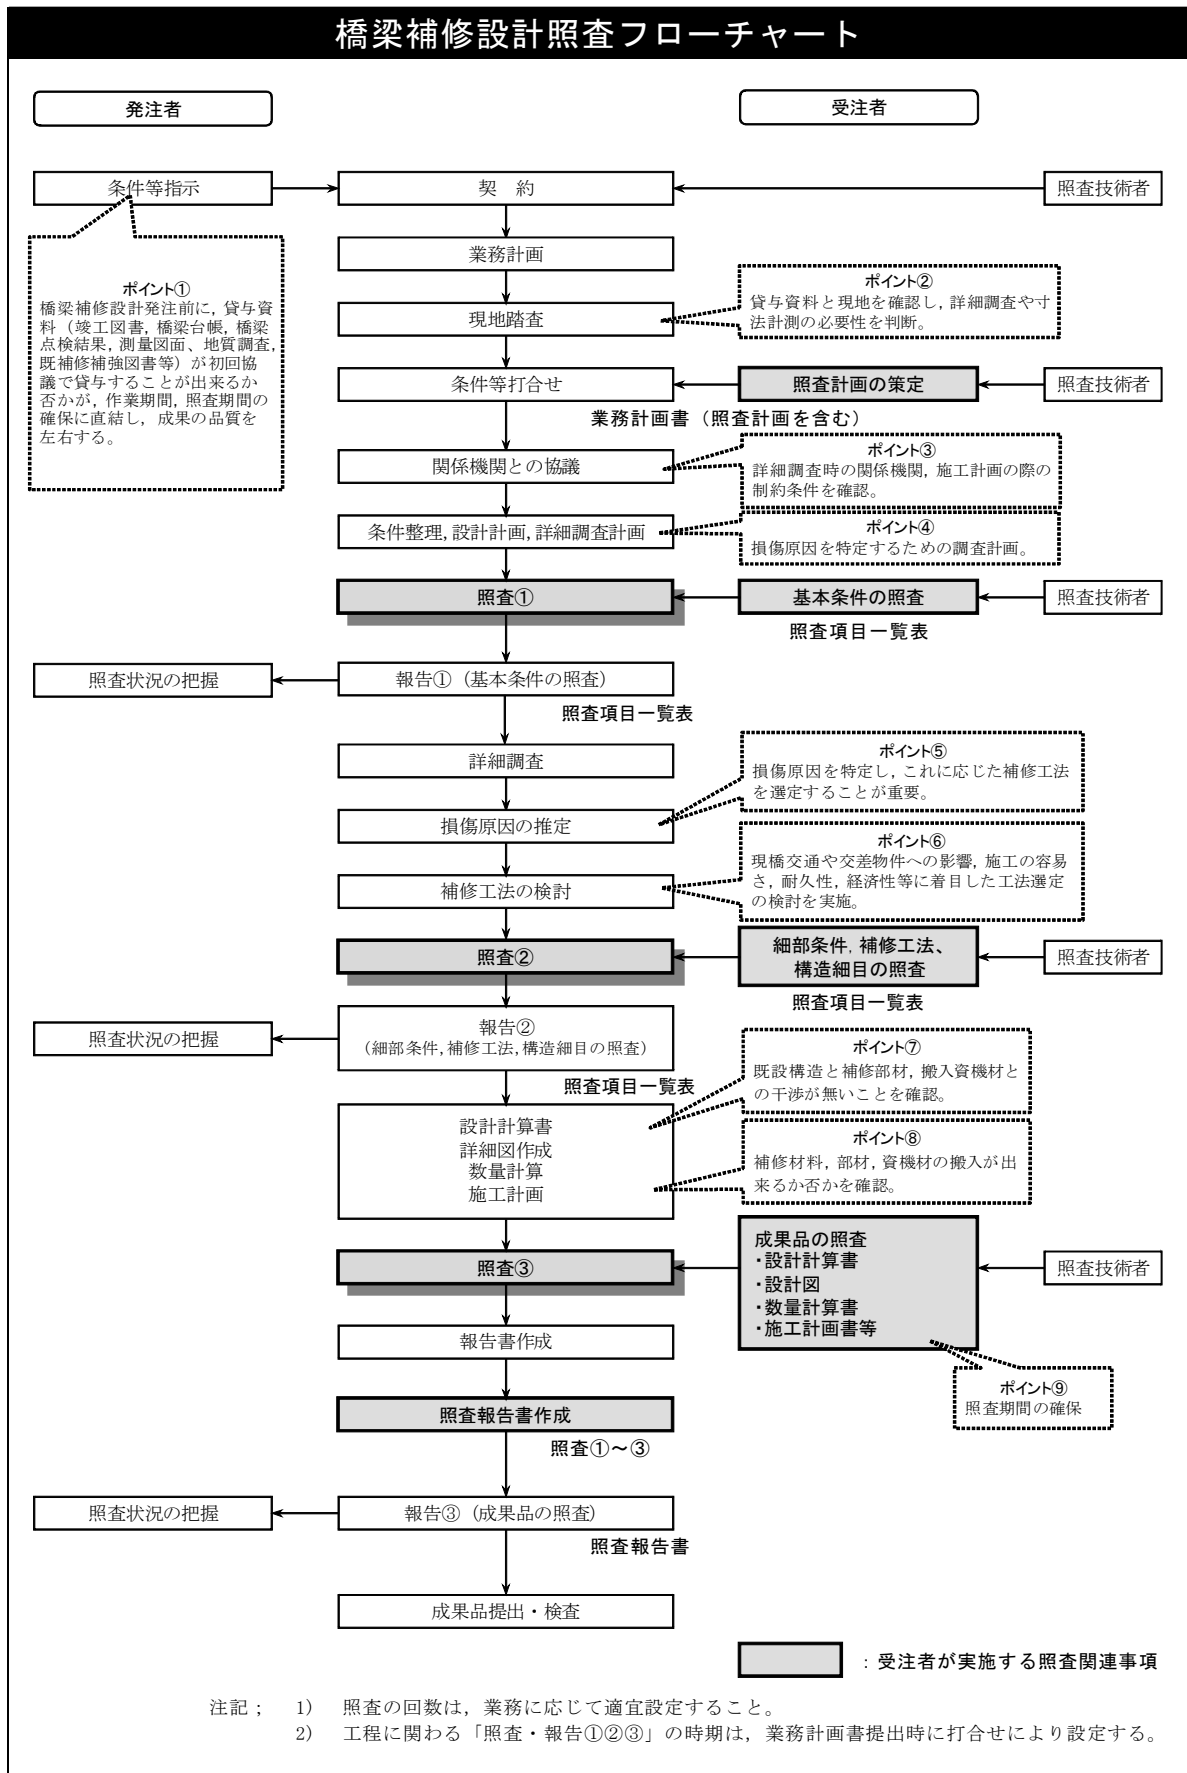 橋梁補修設計照査フローチャート
発注者
受注者
条件等指示
契　約
照査技術者
業務計画
ポイント①
橋梁補修設計発注前に，貸与資
料（竣工図書，橋梁台帳，橋梁
点検結果，測量図面、地質調査，
既補修補強図書等）が初回協
議で貸与することが出来るか
否かが，作業期間，照査期間の
確保に直結し，成果の品質を
左右する。
現地踏査
ポイント②
貸与資料と現地を確認し，詳細調査や寸
法計測の必要性を判断。
条件等打合せ
照査計画の策定
照査技術者
業務計画書（照査計画を含む）
関係機関との協議
ポイント③
詳細調査時の関係機関，施工計画の際の
制約条件を確認。
条件整理，設計計画，詳細調査計画
ポイント④
損傷原因を特定するための調査計画。
照査①
基本条件の照査
照査技術者
照査項目一覧表
照査状況の把握
報告①（基本条件の照査）
照査項目一覧表
詳細調査
ポイント⑤
損傷原因を特定し，これに応じた補修工法
を選定することが重要。
損傷原因の推定
ポイント⑥
現橋交通や交差物件への影響，施工の容易
さ，耐久性，経済性等に着目した工法選定
の検討を実施。
補修工法の検討
照査②
細部条件，補修工法、
構造細目の照査
照査技術者
照査項目一覧表
照査状況の把握
報告②
（細部条件，補修工法，構造細目の照査）
照査項目一覧表
ポイント⑦
既設構造と補修部材，搬入資機材と
の干渉が無いことを確認。
設計計算書
詳細図作成
数量計算
施工計画
ポイント⑧
補修材料，部材，資機材の搬入が出
来るか否かを確認。
照査③
成果品の照査
・設計計算書
・設計図
・数量計算書
・施工計画書等
照査技術者
報告書作成
ポイント⑨
照査期間の確保
照査報告書作成
照査①～③
照査状況の把握
報告③（成果品の照査）
照査報告書
成果品提出・検査
：受注者が実施する照査関連事項
注記； 1） 照査の回数は，業務に応じて適宜設定すること。
2） 工程に関わる「照査・報告①②③」の時期は，業務計画書提出時に打合せにより設定する。